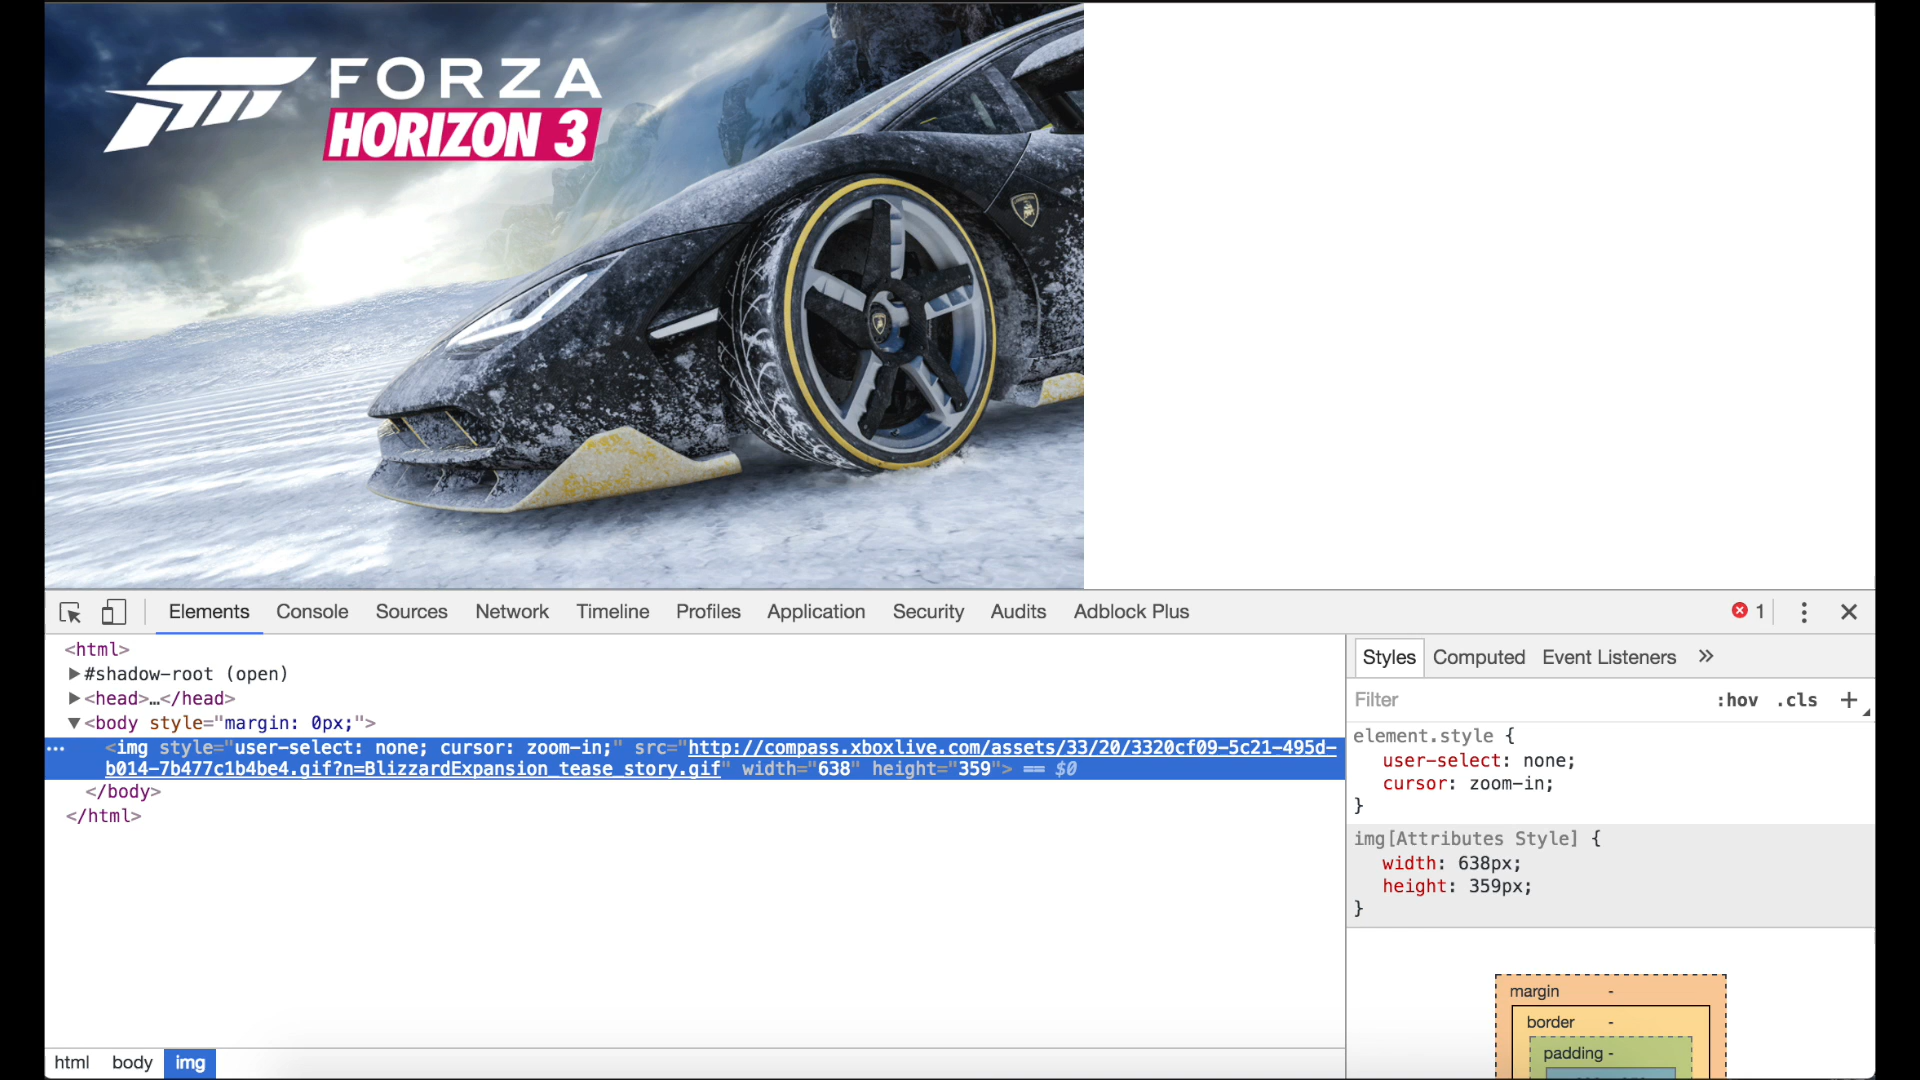 FORZA
HORIZON 3
Elements Console Sources Network Timeline Profiles Application Security Audits Adblock Plus 1
<html>
#shadow-root (open)
<head>…</head>
<body style="margin: 0px;">
<img style="user-select: none; cursor: zoom-in;" src="http://compass.xboxlive.com/assets/33/20/3320cf09-5c21-495d-
b014-7b477c1b4be4.gif?n=BlizzardExpansion_tease_story.gif" width="638" height="359"> == $0
</body>
</html>
html body img
Styles Computed Event Listeners »
Filter :hov .cls +
element.style {
user-select: none;
cursor: zoom-in;
}
img[Attributes Style] {
width: 638px;
height: 359px;
}
margin -
border -
padding -